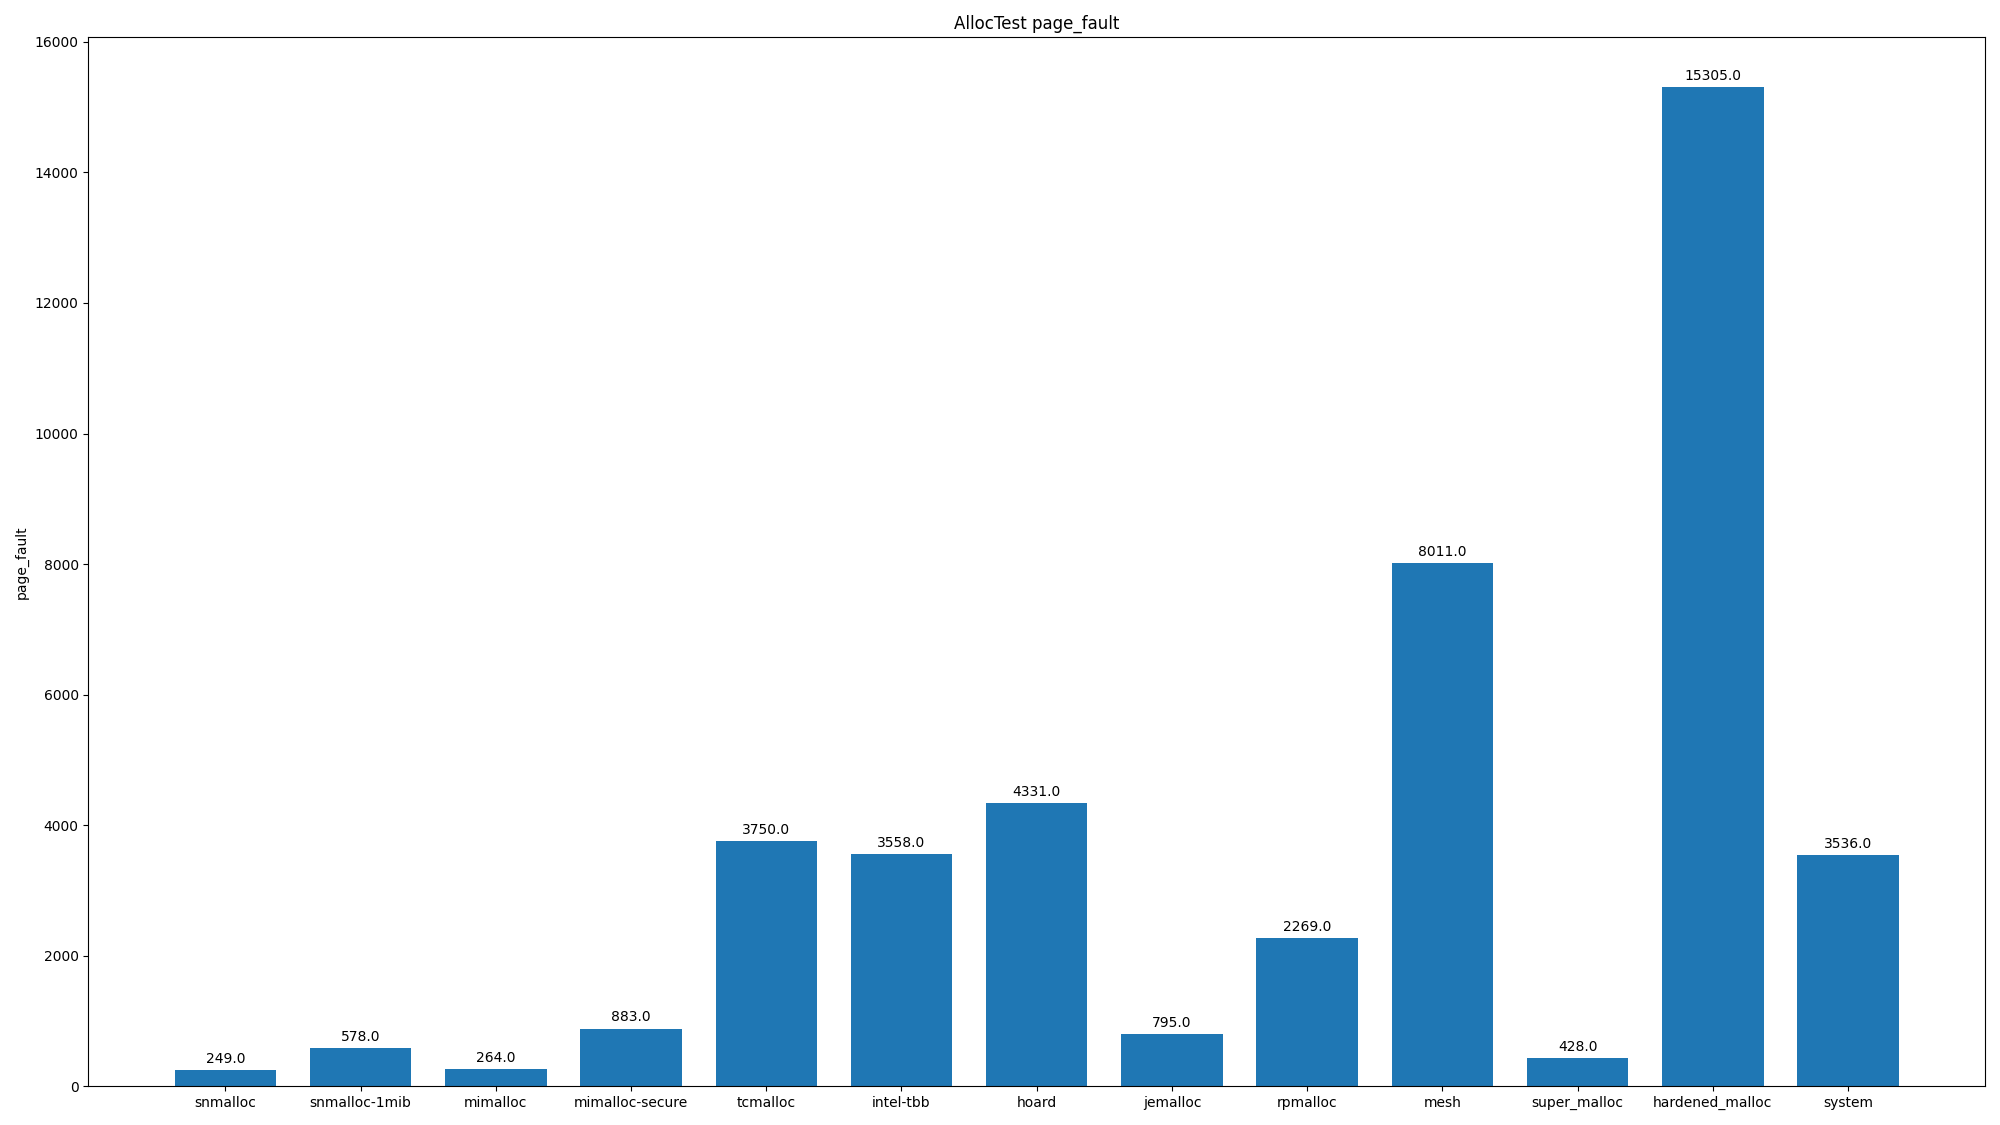 AllocTest page_fault
page_fault
16000
14000
12000
10000
8000
6000
4000
2000
0
249.0
578.0
264.0
883.0
3750.0
3558.0
4331.0
795.0
2269.0
8011.0
428.0
15305.0
3536.0
snmalloc
snmalloc-1mib
mimalloc
mimalloc-secure
tcmalloc
intel-tbb
hoard
jemalloc
rpmalloc
mesh
super_malloc
hardened_malloc
system